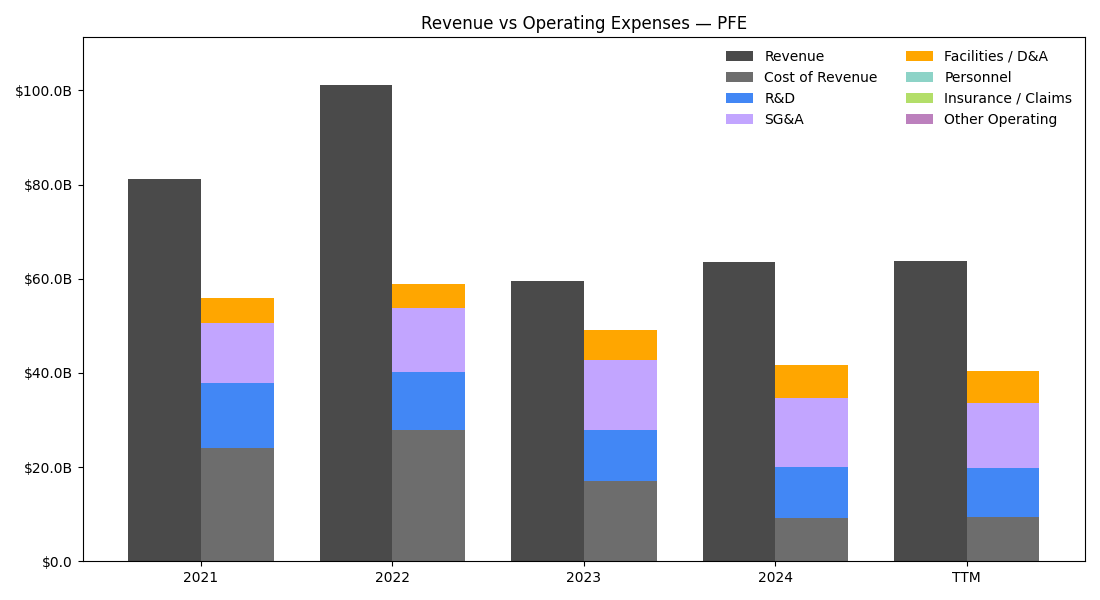 Revenue vs Operating Expenses — PFE
Revenue
Cost of Revenue
R&D
SG&A
Facilities / D&A
Personnel
Insurance / Claims
Other Operating
$100.0B
$80.0B
$60.0B
$40.0B
$20.0B
$0.0
2021
2022
2023
2024
TTM